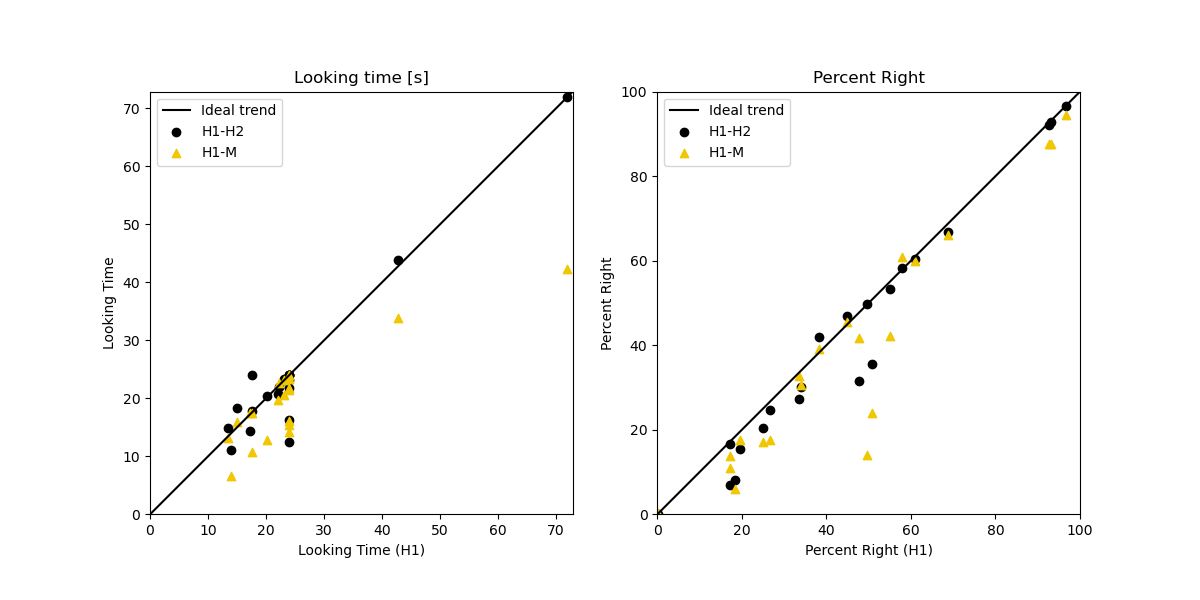 Looking time [s]
Ideal trend
H1-H2
H1-M
70
60
50
40
30
20
10
0
Looking Time
0 10 20 30 40 50 60 70
Looking Time (H1)
Percent Right
Ideal trend
H1-H2
H1-M
100
80
60
40
20
0
Percent Right
0 20 40 60 80 100
Percent Right (H1)